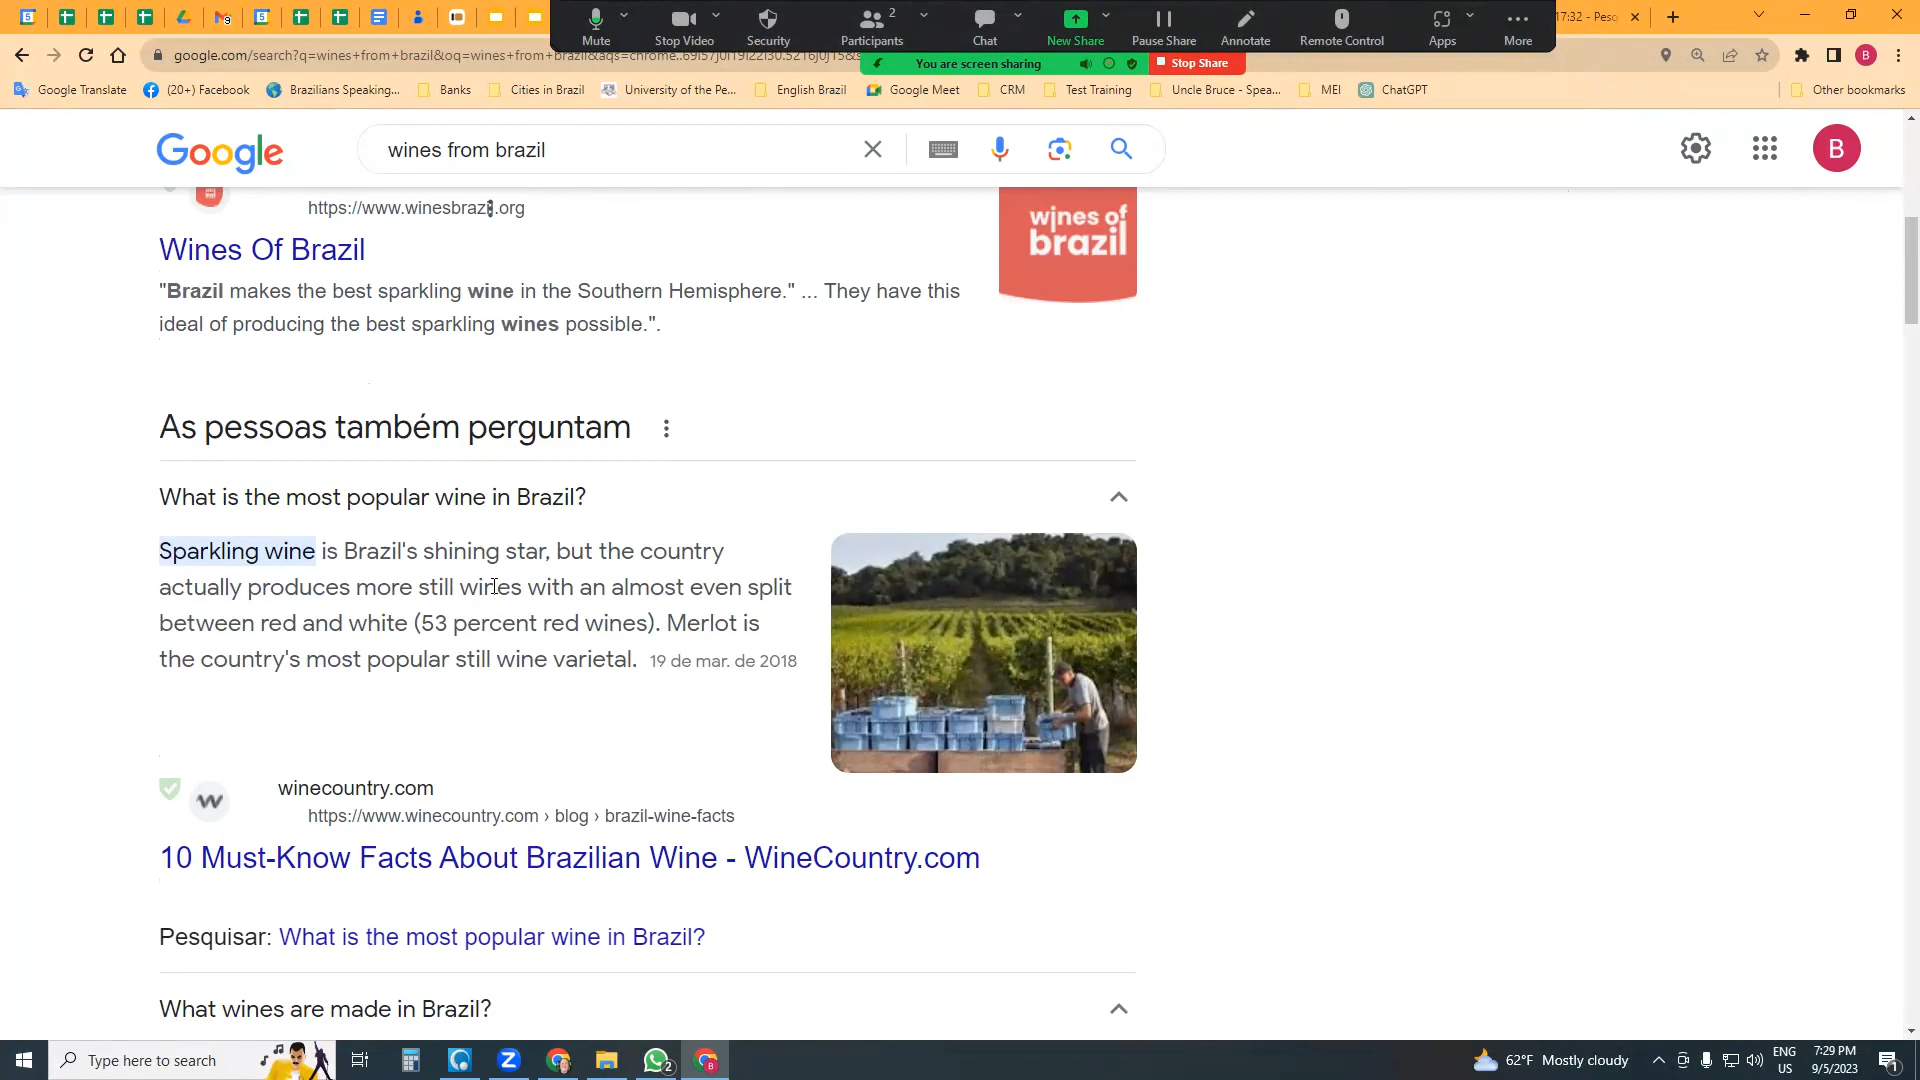 17:32 - Pesq
Mute
Stop Video
Security
Participants
2
Chat
New Share
Pause Share
Annotate
Remote Control
Apps
More
google.com/search?q=wines+from+brazil&oq=wines+from+brazil&aqs=chrome..69i57j0i19i22i30.5216j0j15&s
You are screen sharing
Stop Share
Google Translate
(20+) Facebook
Brazilians Speaking...
Banks
Cities in Brazil
University of the Pe...
English Brazil
Google Meet
CRM
Test Training
Uncle Bruce - Spea...
MEI
ChatGPT
Other bookmarks
Google
wines from brazil
B
https://www.winesbrazil.org
Wines Of Brazil
"Brazil makes the best sparkling wine in the Southern Hemisphere." ... They have this
ideal of producing the best sparkling wines possible.".
wines of
brazil
As pessoas também perguntam
What is the most popular wine in Brazil?
Sparkling wine is Brazil's shining star, but the country
actually produces more still wines with an almost even split
between red and white (53 percent red wines). Merlot is
the country's most popular still wine varietal. 19 de mar. de 2018
winecountry.com
https://www.winecountry.com › blog › brazil-wine-facts
10 Must-Know Facts About Brazilian Wine - WineCountry.com
Pesquisar: What is the most popular wine in Brazil?
What wines are made in Brazil?
Type here to search
62°F Mostly cloudy
ENG
US
7:29 PM
9/5/2023